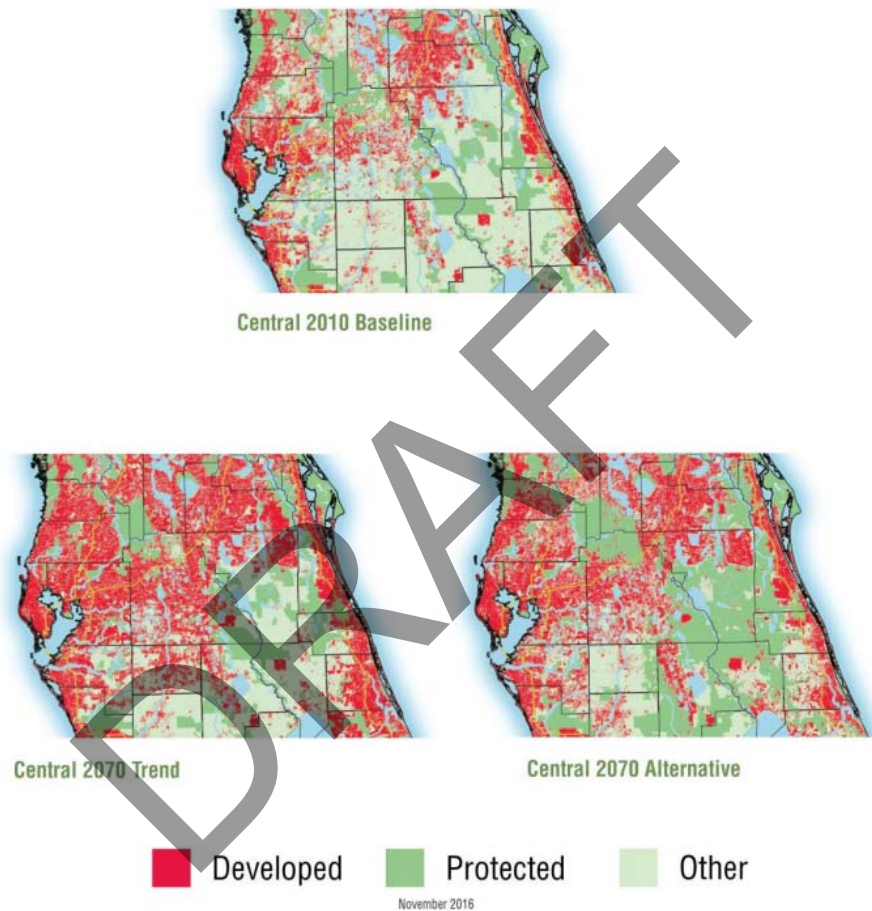 Central 2010 Baseline
DRAFT
Central 2070 Trend
Central 2070 Alternative
Developed
Protected
Other
November 2016